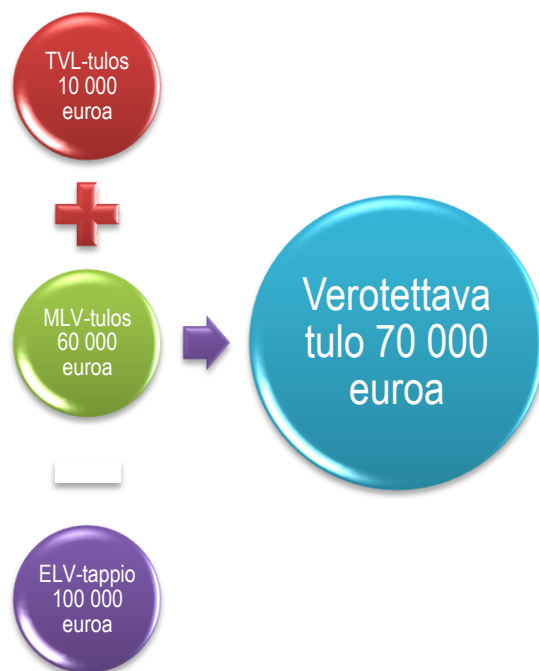 TVL-tulos
10 000
euroa
MLV-tulos
60 000
euroa
Verotettava
tulo 70 000
euroa
ELV-tappio
100 000
euroa